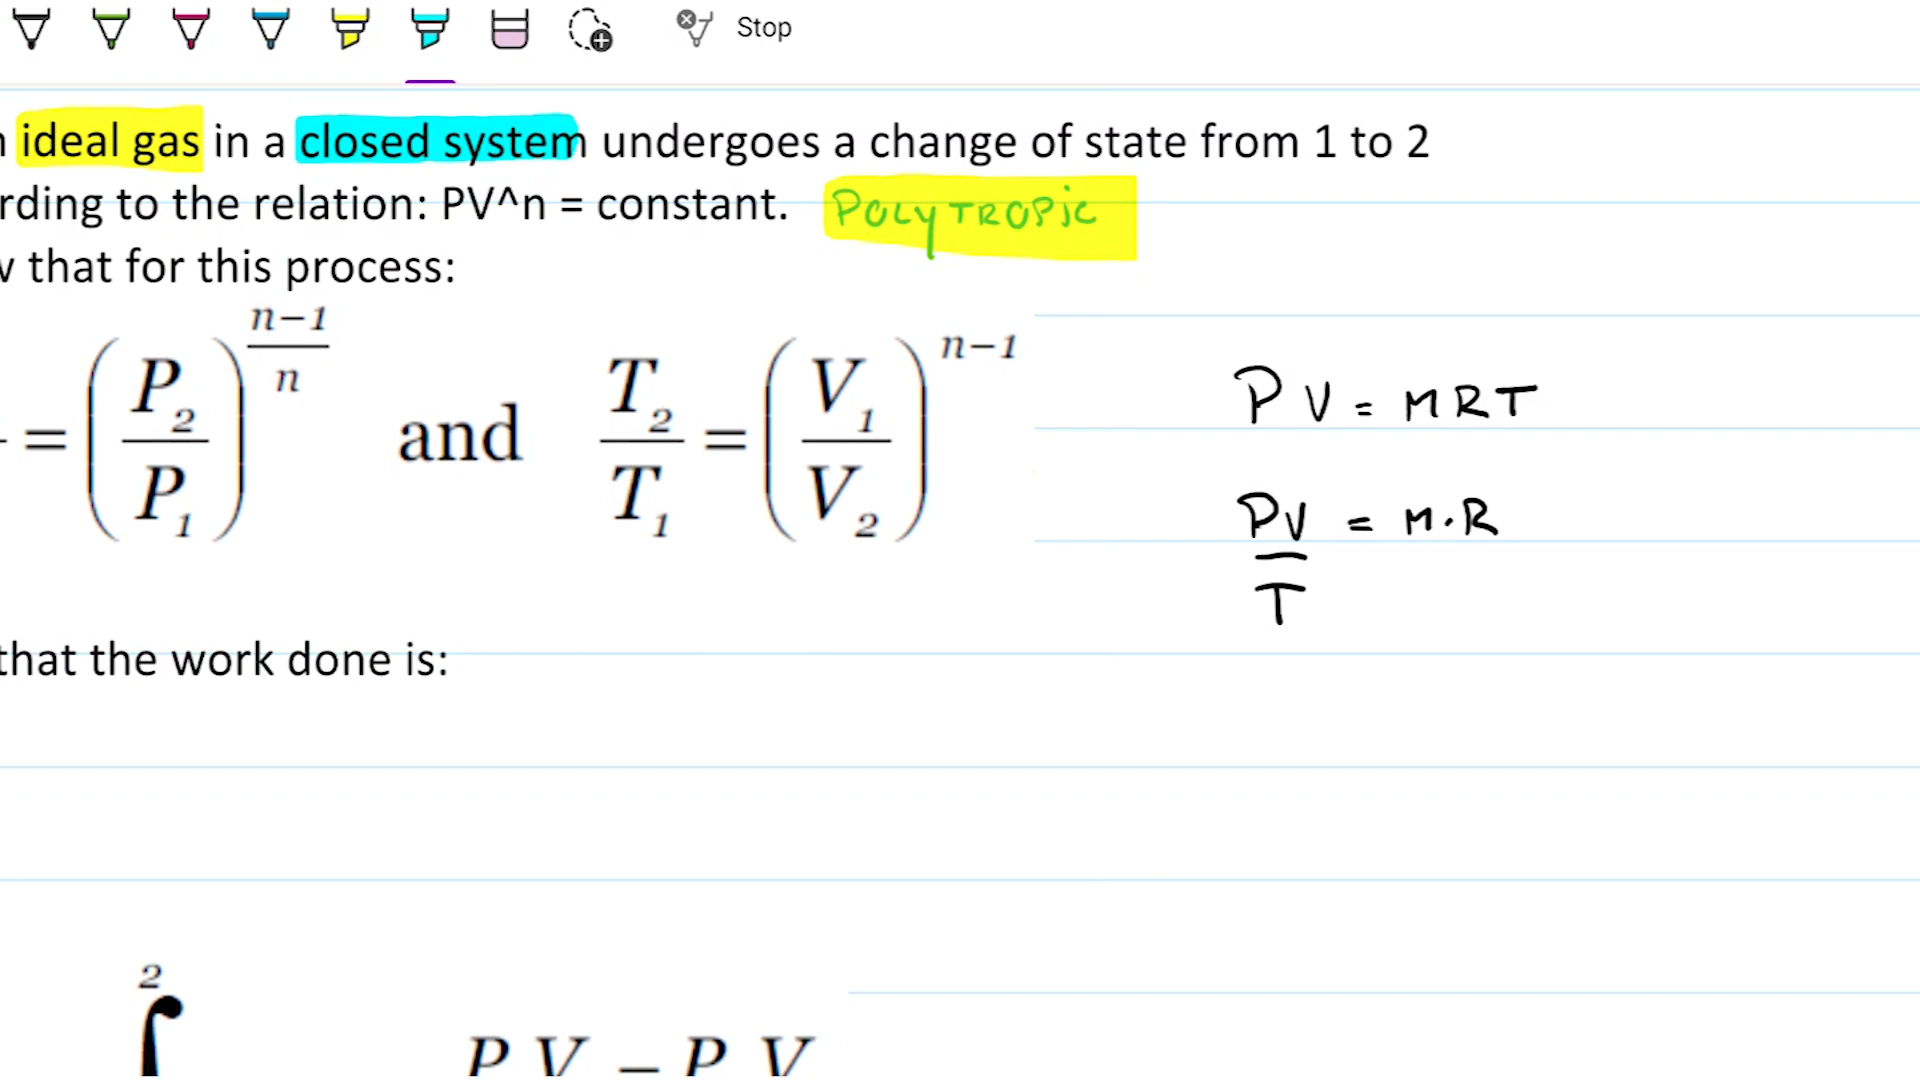 Stop
ideal gas in a closed system undergoes a change of state from 1 to 2
rding to the relation: PV^n = constant. POLYTROPIC
that for this process:
= (P₂/P₁)^((n−1)/n) and T₂/T₁ = (V₁/V₂)^(n−1)
PV = MRT
PV/T = M·R
that the work done is:
2
∫ P V − P V